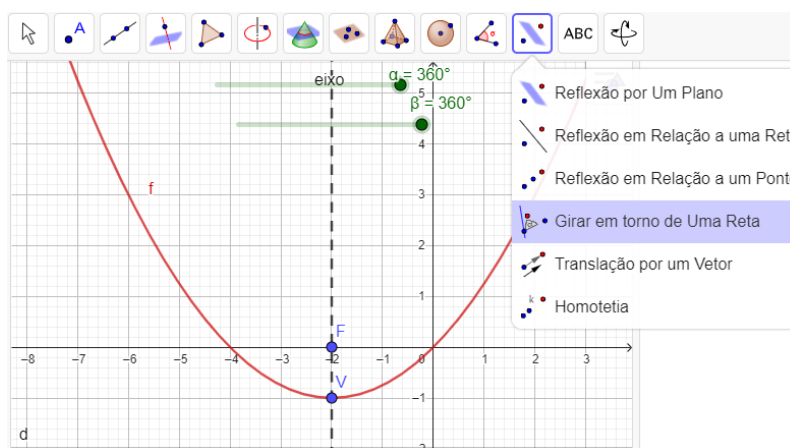 A
ABC
eixo
α = 360°
β = 360°
f
F
V
d
5
4
3
2
1
−1
−8 −7 −6 −5 −4 −3 −2 −1 0 1 2 3
Reflexão por Um Plano
Reflexão em Relação a uma Ret
Reflexão em Relação a um Pont
Girar em torno de Uma Reta
Translação por um Vetor
k
Homotetia